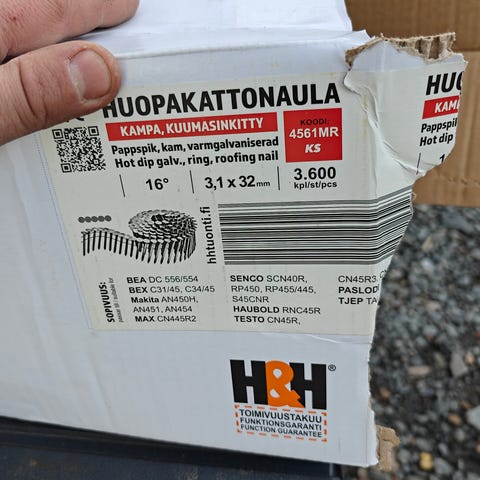 HUOPAKATTONAULA
KAMPA, KUUMASINKITTY
Pappspik, kam, varmgalvaniserad
Hot dip galv., ring, roofing nail
KOODI:
4561MR
KS
16°
3,1 x 32mm
3.600
kpl/st/pcs
hhtuonti.fi
SOPIVUUS:
BEA DC 556/554
BEX C31/45, C34/45
Makita AN450H,
AN451, AN454
MAX CN445R2
SENCO SCN40R,
RP450, RP455/445,
S45CNR
HAUBOLD RNC45R
TESTO CN45R,
CN45R3
PASLOD
TJEP TA
H&H®
TOIMIVUUSTAKUU
FUNKTIONSGARANTI
FUNCTION GUARANTEE
HUO
KAM
Pappspik
Hot dip